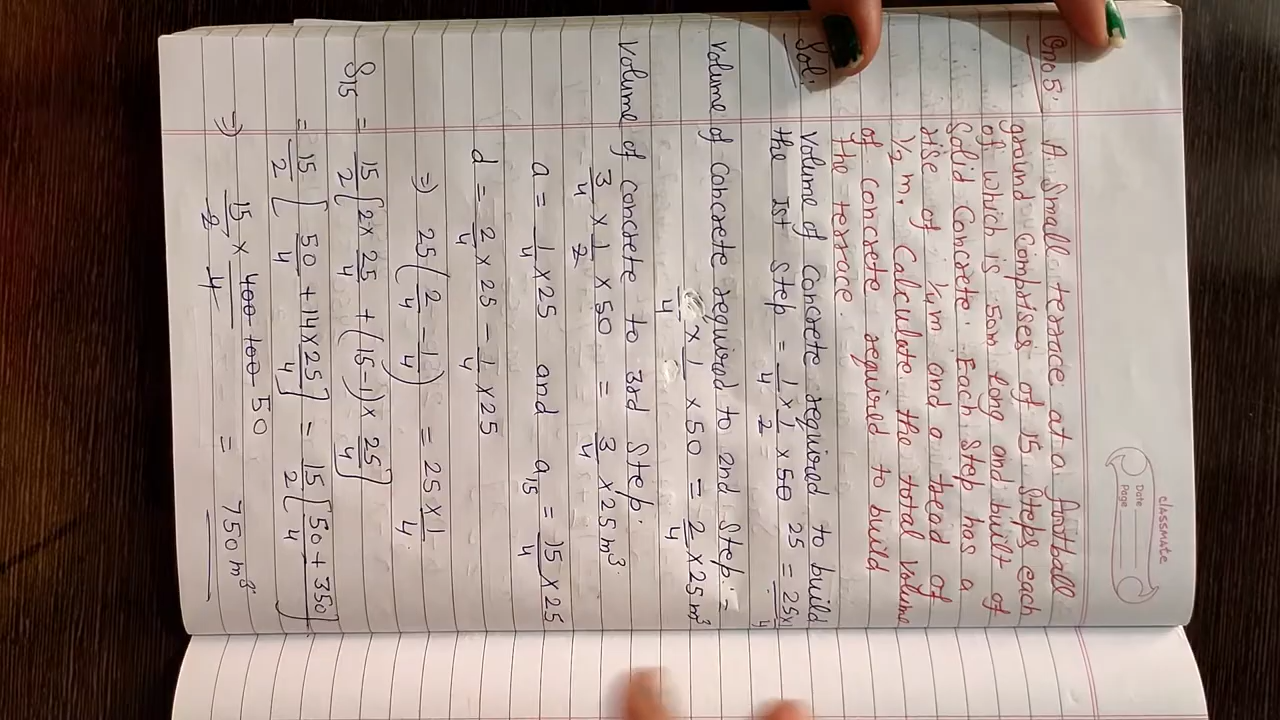 classmate
Date
Page
Qno5. A Small terrace at a football
ground comprises of 15 Steps each
of which is 50m long and built of
Solid Concrete. Each Step has a
rise of 1/4 m and a tread of
1/2 m. Calculate the total volume
of concrete required to build
the terrace.
Sol: Volume of Concrete required to build
the Ist Step = 1/4 × 1/2 × 50 25 = 25×1/4
Volume of Concrete required to 2nd Step =
/4 × 1/ × 50 = 2/4 × 25 m³
Volume of concrete to 3rd Step.
3/4 × 1/2 × 50 = 3/4 × 25 m³.
a = 1/4 × 25 and a₁₅ = 15/4 × 25
d = 2/4 × 25 - 1/4 × 25
⇒ 25(2/4 - 1/4) = 25 × 1/4.
S₁₅ = 15/2 [2 × 25/4 + (15-1) × 25/4]
= 15/2 [50/4 + 14×25/4] = 15/2 [50+350/4]
⇒ 15/2 × 400 100 50/4 = 750 m³